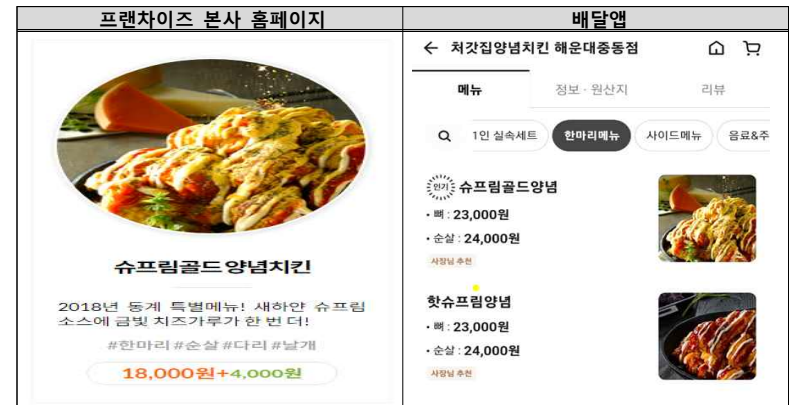 프랜차이즈 본사 홈페이지
배달앱
슈프림골드양념치킨
2018년 동계 특별메뉴! 새하얀 슈프림
소스에 금빛 치즈가루가 한 번 더!
#한마리 #순살 #다리 #날개
18,000원+4,000원
처갓집양념치킨 해운대중동점
메뉴 정보·원산지 리뷰
1인 실속세트 한마리메뉴 사이드메뉴 음료&주
인기 슈프림골드양념
· 뼈 : 23,000원
· 순살 : 24,000원
사장님 추천
핫슈프림양념
· 뼈 : 23,000원
· 순살 : 24,000원
사장님 추천